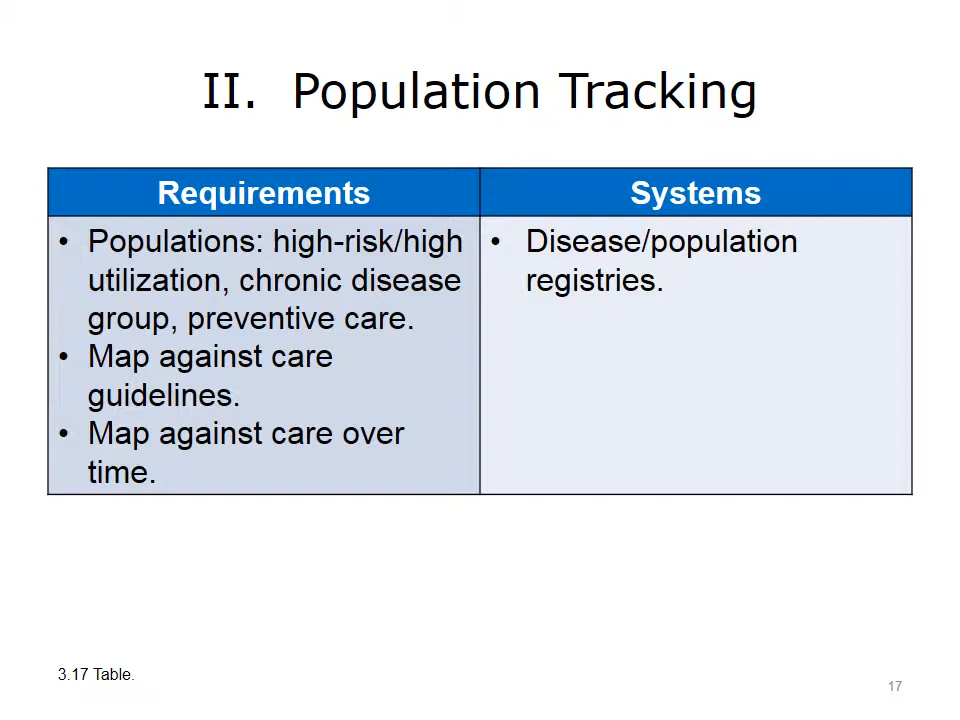 II. Population Tracking
Requirements
Systems
• Populations: high-risk/high
utilization, chronic disease
group, preventive care.
• Map against care
guidelines.
• Map against care over
time.
• Disease/population
registries.
3.17 Table.
17